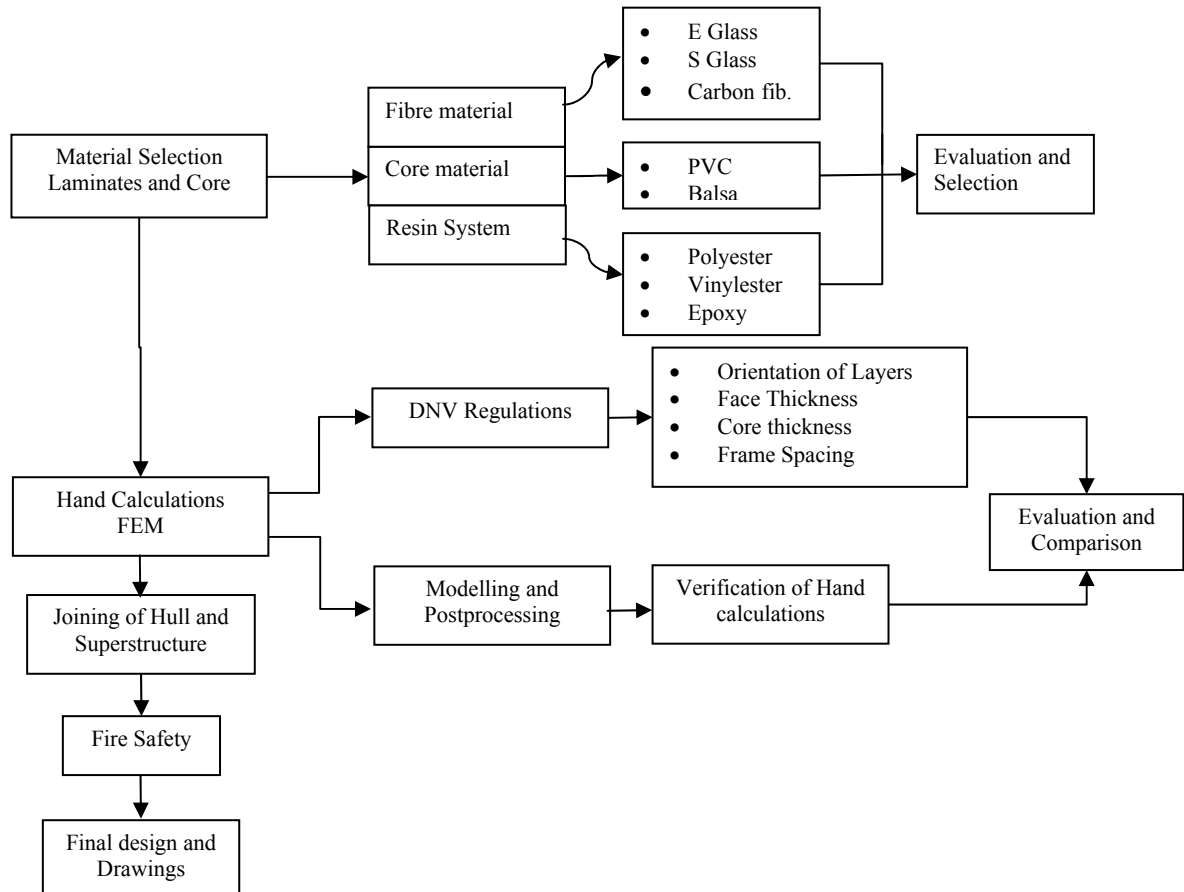 Material Selection
Laminates and Core
Fibre material
Core material
Resin System
• E Glass
• S Glass
• Carbon fib.
• PVC
• Balsa
• Polyester
• Vinylester
• Epoxy
Evaluation and
Selection
Hand Calculations
FEM
DNV Regulations
• Orientation of Layers
• Face Thickness
• Core thickness
• Frame Spacing
Modelling and
Postprocessing
Verification of Hand
calculations
Evaluation and
Comparison
Joining of Hull and
Superstructure
Fire Safety
Final design and
Drawings